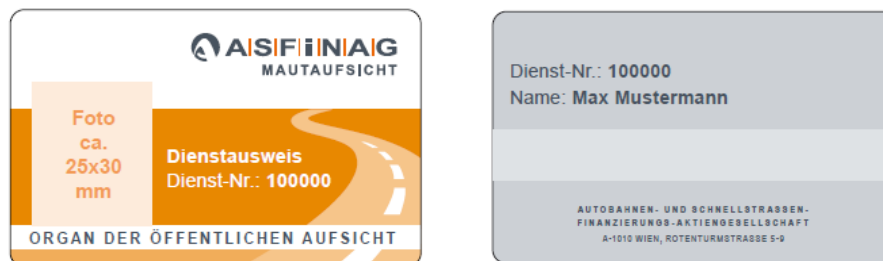 ASFiNAG
MAUTAUFSICHT
Foto
ca.
25x30
mm
Dienstausweis
Dienst-Nr.: 100000
ORGAN DER ÖFFENTLICHEN AUFSICHT
Dienst-Nr.: 100000
Name: Max Mustermann
AUTOBAHNEN- UND SCHNELLSTRASSEN-
FINANZIERUNGS-AKTIENGESELLSCHAFT
A-1010 WIEN, ROTENTURMSTRASSE 5-9